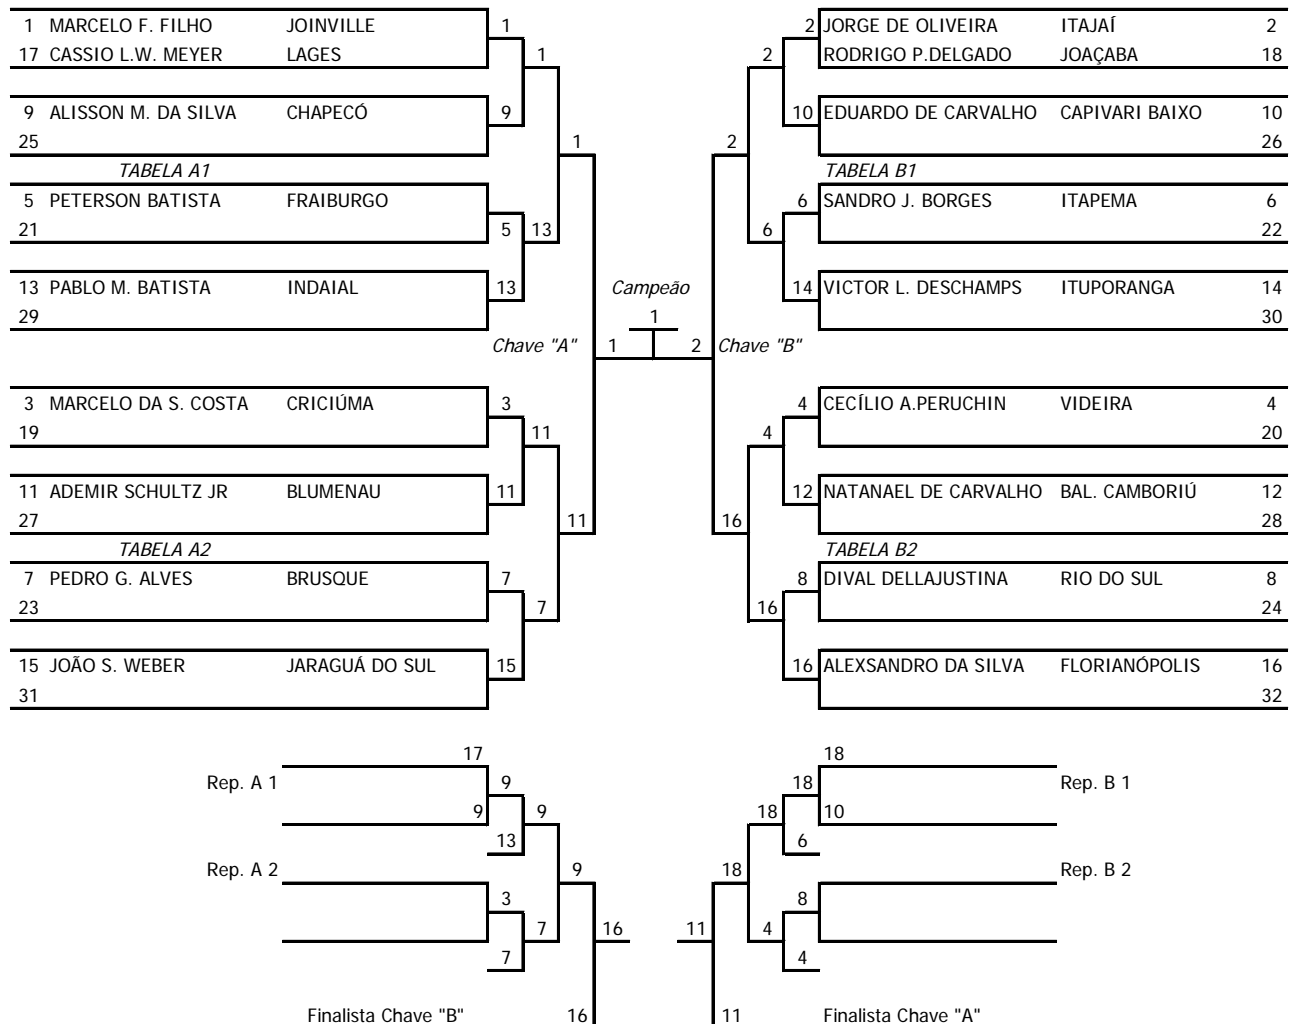 1 MARCELO F. FILHO JOINVILLE 1 2 JORGE DE OLIVEIRA ITAJAÍ 2
17 CASSIO L.W. MEYER LAGES 1 2 RODRIGO P.DELGADO JOAÇABA 18
9 ALISSON M. DA SILVA CHAPECÓ 9 10 EDUARDO DE CARVALHO CAPIVARI BAIXO 10
25 1 2 26
TABELA A1 TABELA B1
5 PETERSON BATISTA FRAIBURGO 6 SANDRO J. BORGES ITAPEMA 6
21 5 13 6 22
13 PABLO M. BATISTA INDAIAL 13 Campeão 14 VICTOR L. DESCHAMPS ITUPORANGA 14
29 1 30
Chave "A" 1 2 Chave "B"
3 MARCELO DA S. COSTA CRICIÚMA 3 4 CECÍLIO A.PERUCHIN VIDEIRA 4
19 11 4 20
11 ADEMIR SCHULTZ JR BLUMENAU 11 12 NATANAEL DE CARVALHO BAL. CAMBORIÚ 12
27 11 16 28
TABELA A2 TABELA B2
7 PEDRO G. ALVES BRUSQUE 7 8 DIVAL DELLAJUSTINA RIO DO SUL 8
23 7 16 24
15 JOÃO S. WEBER JARAGUÁ DO SUL 15 16 ALEXSANDRO DA SILVA FLORIANÓPOLIS 16
31 32
17 18
Rep. A 1 9 18 Rep. B 1
9 9 18 10
13 6
Rep. A 2 9 18 Rep. B 2
3 8
7 16 11 4
7 4
Finalista Chave "B" 16 11 Finalista Chave "A"